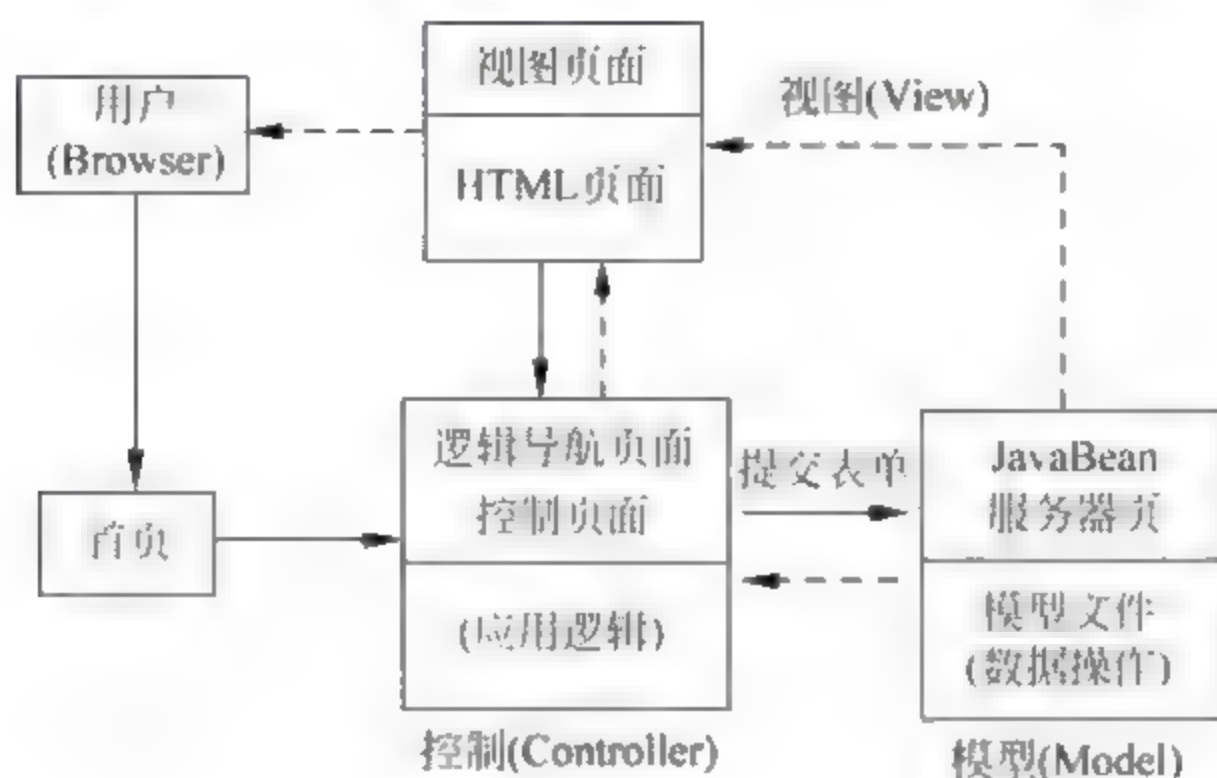 视图页面
HTML页面
视图(View)
用户
(Browser)
首页
逻辑导航页面
控制页面
(应用逻辑)
控制(Controller)
提交表单
JavaBean
服务器页
模型文件
(数据操作)
模型(Model)